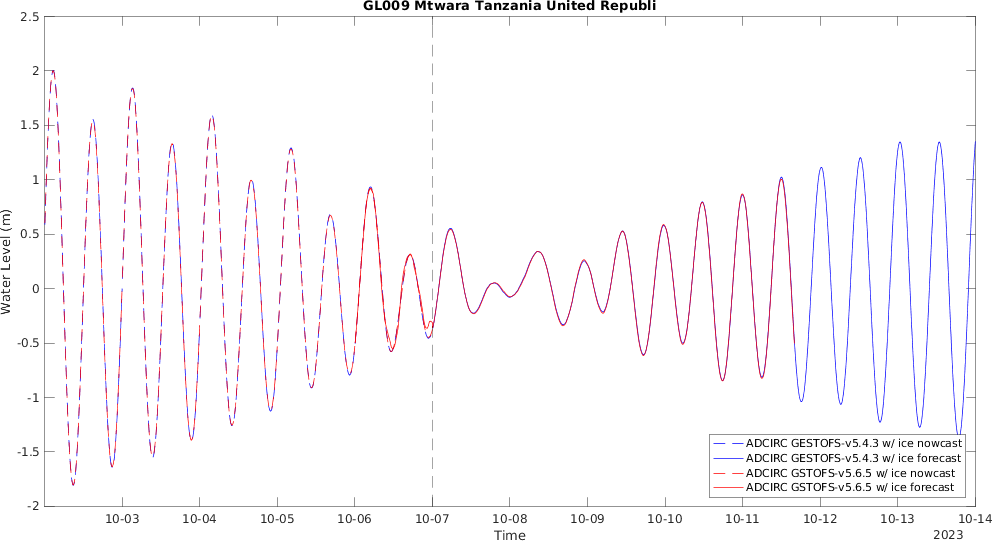 GL009 Mtwara Tanzania United Republi
2.5
2
1.5
1
0.5
0
-0.5
-1
-1.5
-2
Water Level (m)
10-03 10-04 10-05 10-06 10-07 10-08 10-09 10-10 10-11 10-12 10-13 10-14
Time
2023
ADCIRC GESTOFS-v5.4.3 w/ ice nowcast
ADCIRC GESTOFS-v5.4.3 w/ ice forecast
ADCIRC GSTOFS-v5.6.5 w/ ice nowcast
ADCIRC GSTOFS-v5.6.5 w/ ice forecast